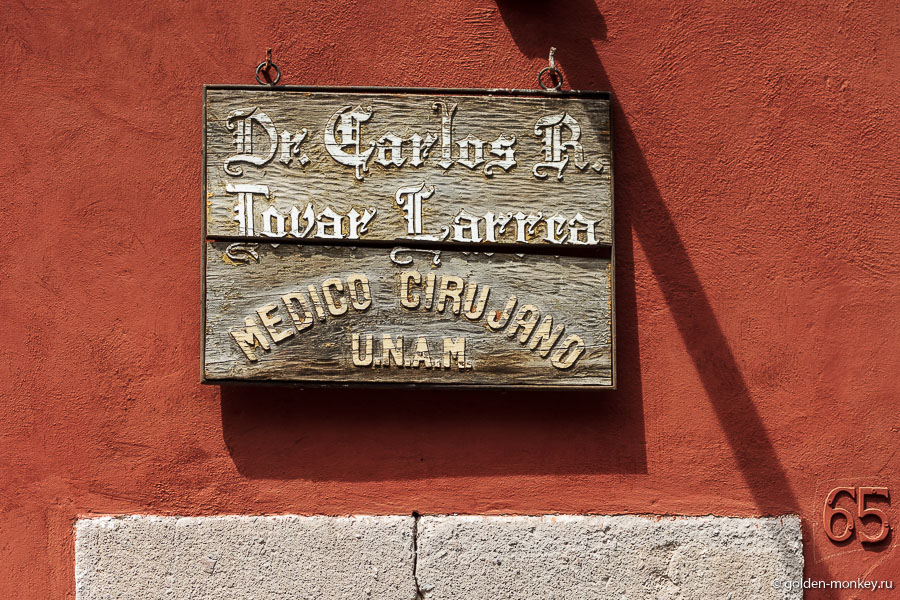 Dr. Carlos R.
Tovar Larrea
MEDICO CIRUJANO
U.N.A.M.
65
© golden-monkey.ru